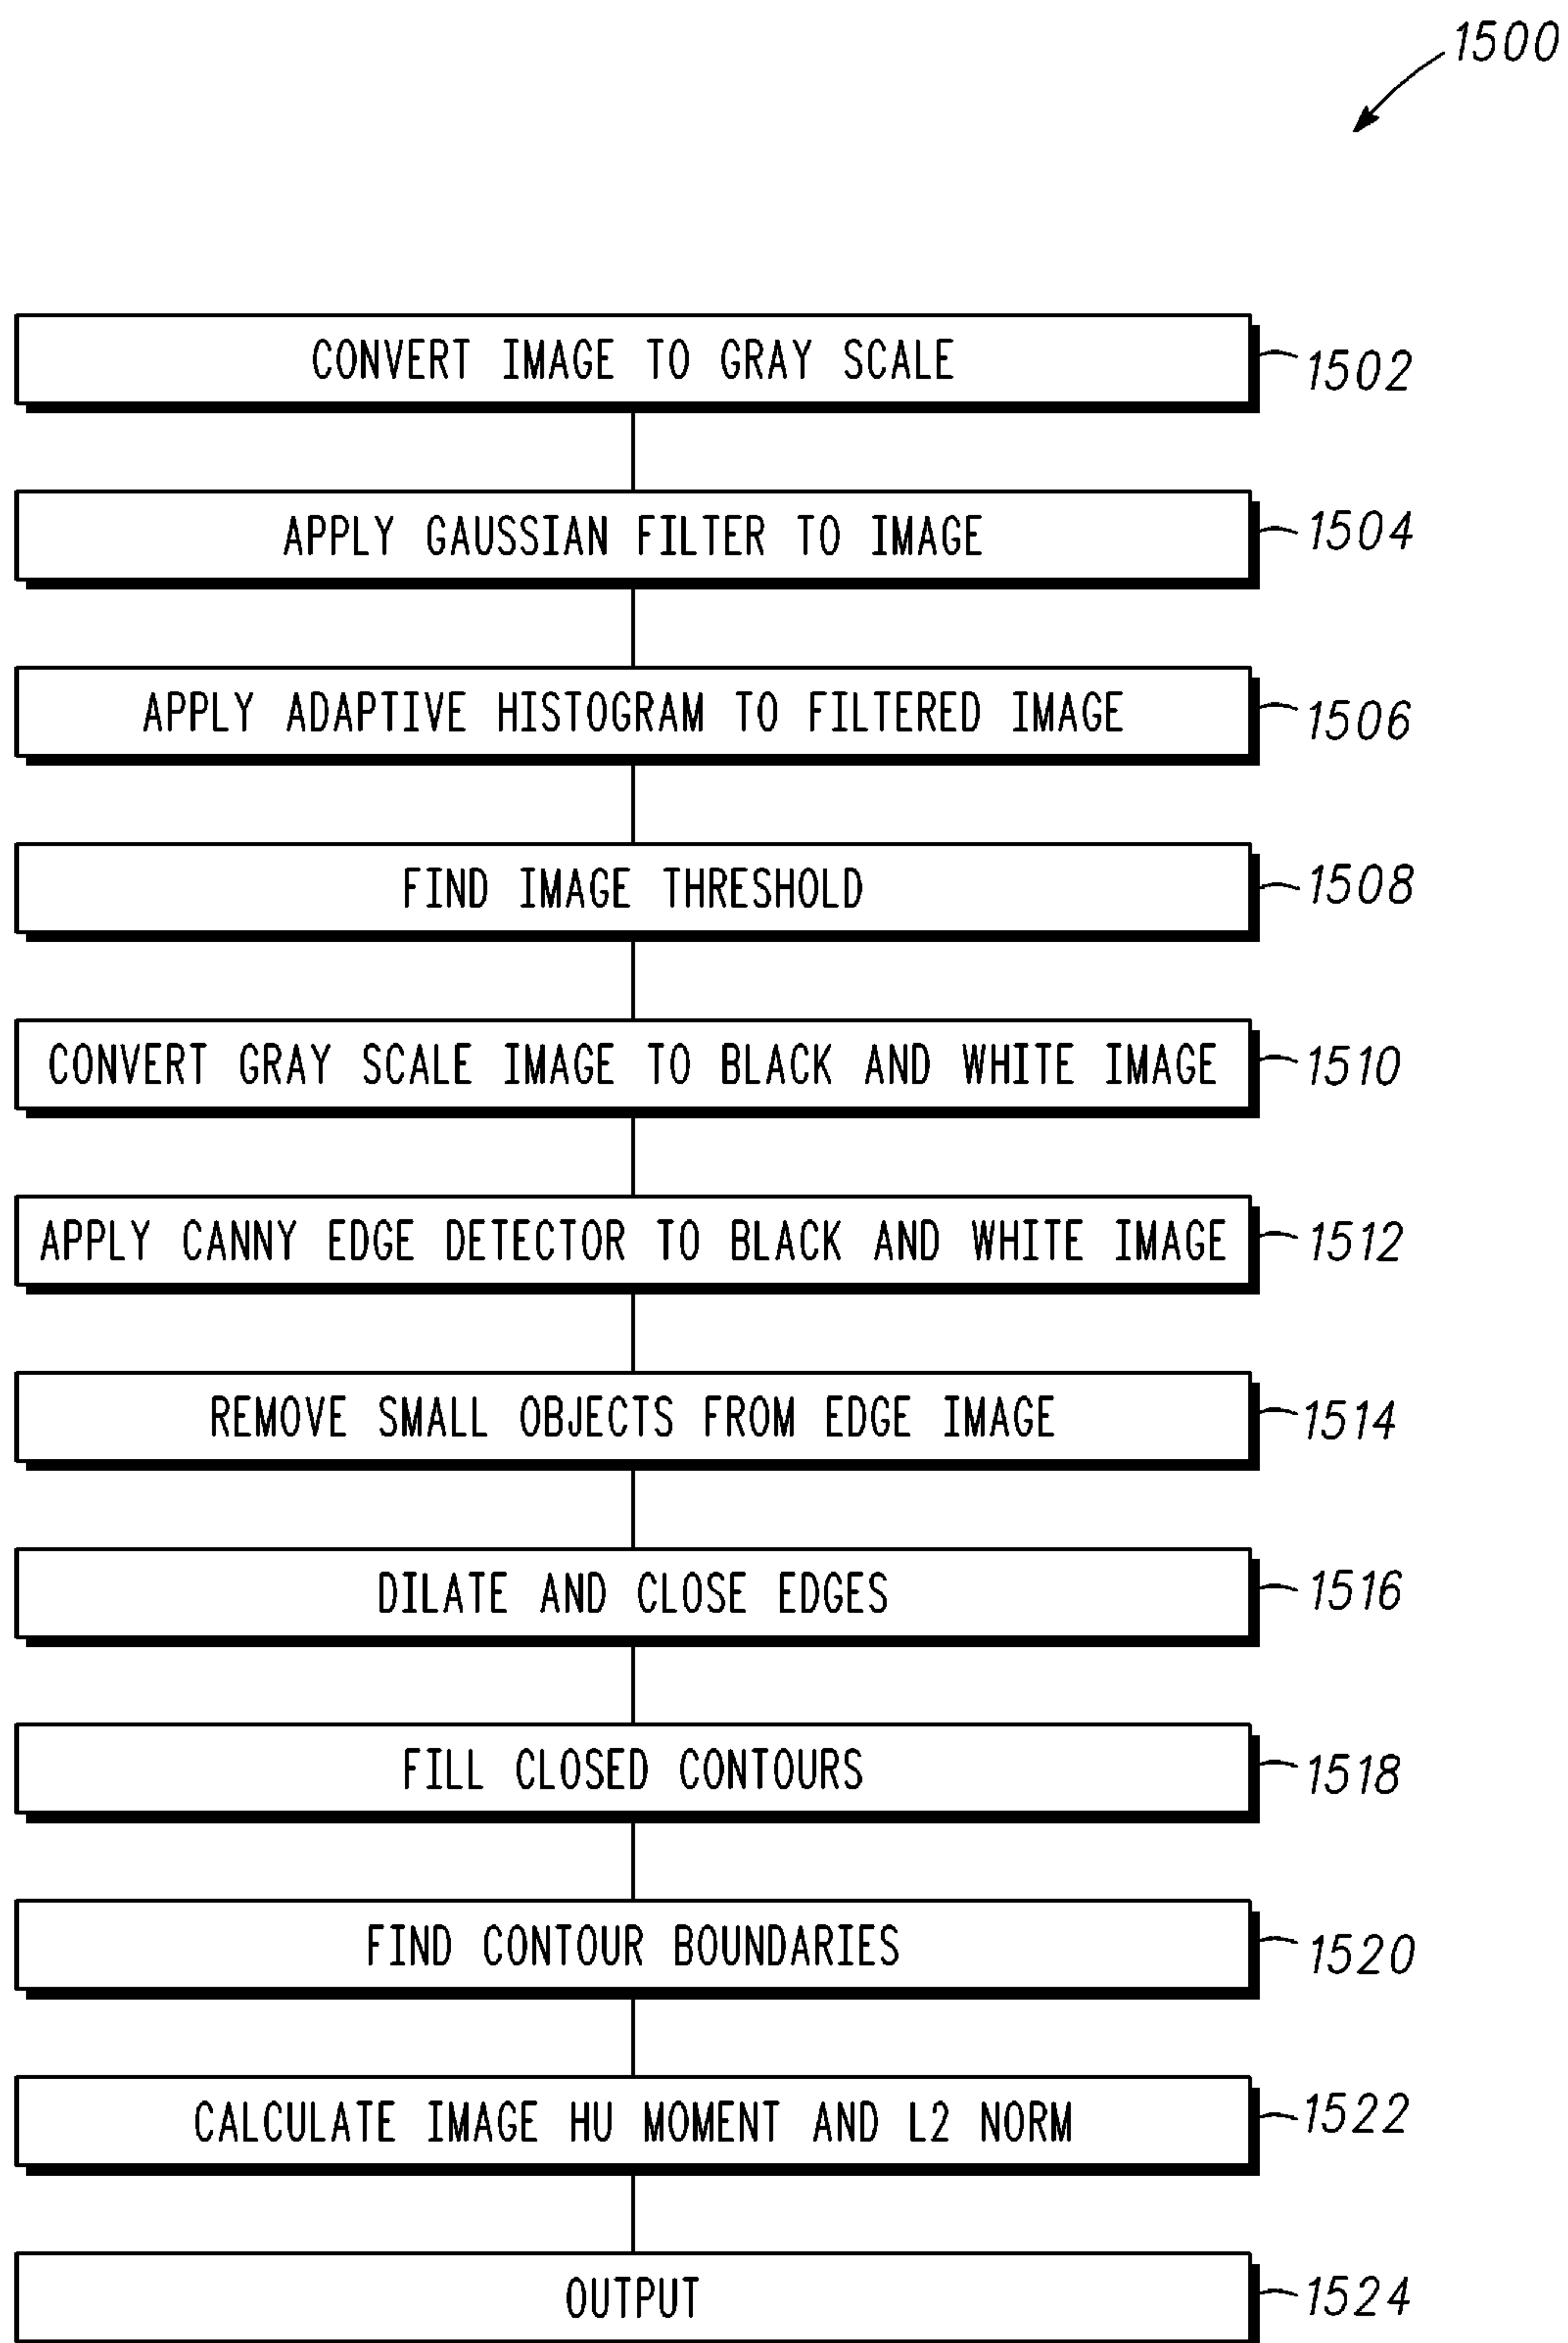 1500
CONVERT IMAGE TO GRAY SCALE
1502
APPLY GAUSSIAN FILTER TO IMAGE
1504
APPLY ADAPTIVE HISTOGRAM TO FILTERED IMAGE
1506
FIND IMAGE THRESHOLD
1508
CONVERT GRAY SCALE IMAGE TO BLACK AND WHITE IMAGE
1510
APPLY CANNY EDGE DETECTOR TO BLACK AND WHITE IMAGE
1512
REMOVE SMALL OBJECTS FROM EDGE IMAGE
1514
DILATE AND CLOSE EDGES
1516
FILL CLOSED CONTOURS
1518
FIND CONTOUR BOUNDARIES
1520
CALCULATE IMAGE HU MOMENT AND L2 NORM
1522
OUTPUT
1524